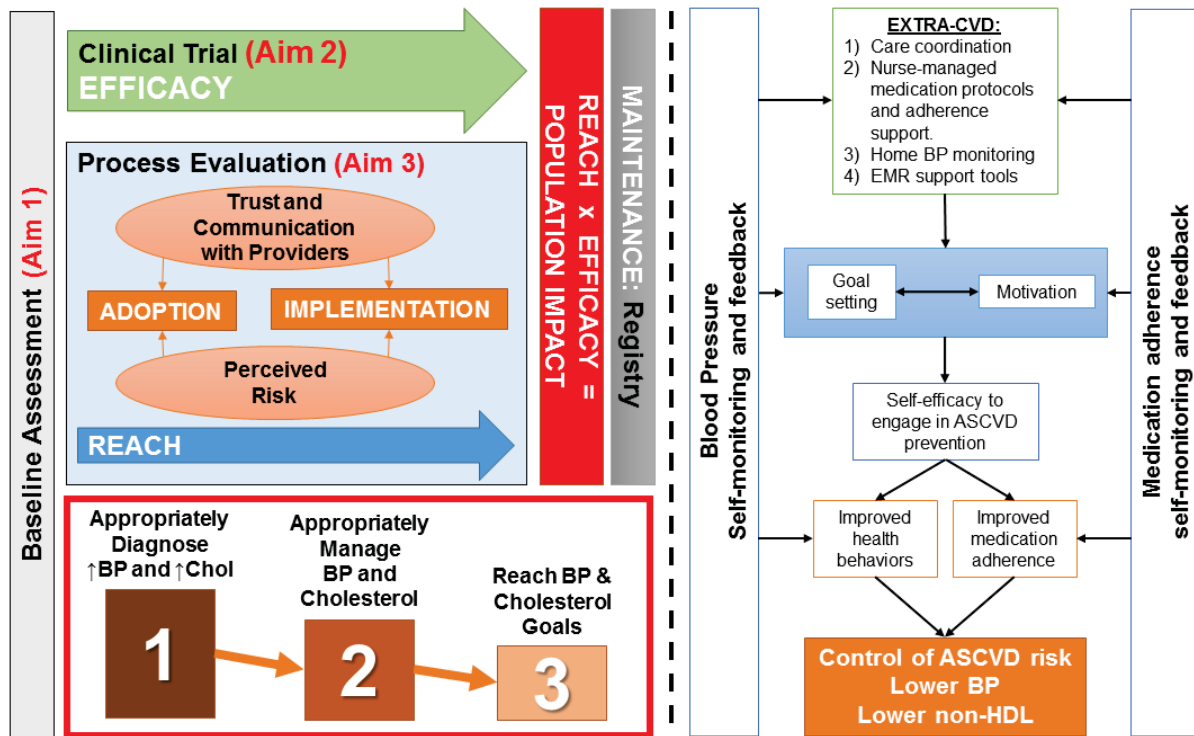 Baseline Assessment (Aim 1)
Clinical Trial (Aim 2)
EFFICACY
Process Evaluation (Aim 3)
Trust and
Communication
with Providers
ADOPTION
IMPLEMENTATION
Perceived
Risk
REACH
REACH x EFFICACY =
POPULATION IMPACT
MAINTENANCE: Registry
Appropriately
Diagnose
↑BP and ↑Chol
1
Appropriately
Manage
BP and
Cholesterol
2
Reach BP &
Cholesterol
Goals
3
Blood Pressure
Self-monitoring and feedback
EXTRA-CVD:
1) Care coordination
2) Nurse-managed
medication protocols
and adherence
support.
3) Home BP monitoring
4) EMR support tools
Goal
setting
Motivation
Self-efficacy to
engage in ASCVD
prevention
Improved
health
behaviors
Improved
medication
adherence
Control of ASCVD risk
Lower BP
Lower non-HDL
Medication adherence
self-monitoring and feedback